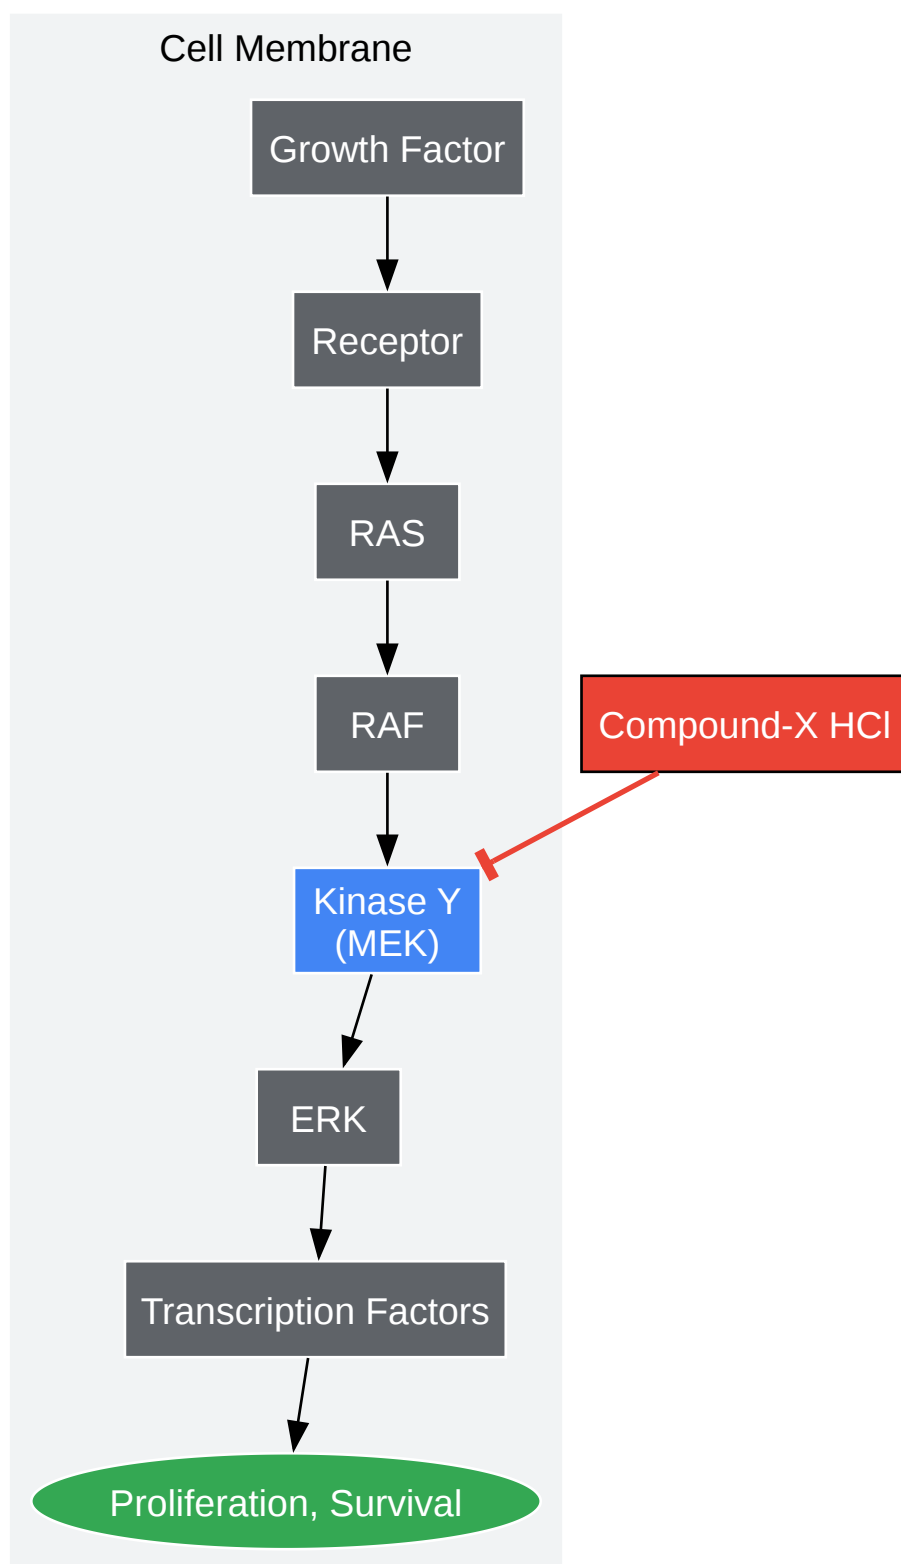 Cell Membrane
Growth Factor
Receptor
RAS
RAF
Compound-X HCl
Kinase Y
(MEK)
ERK
Transcription Factors
Proliferation, Survival